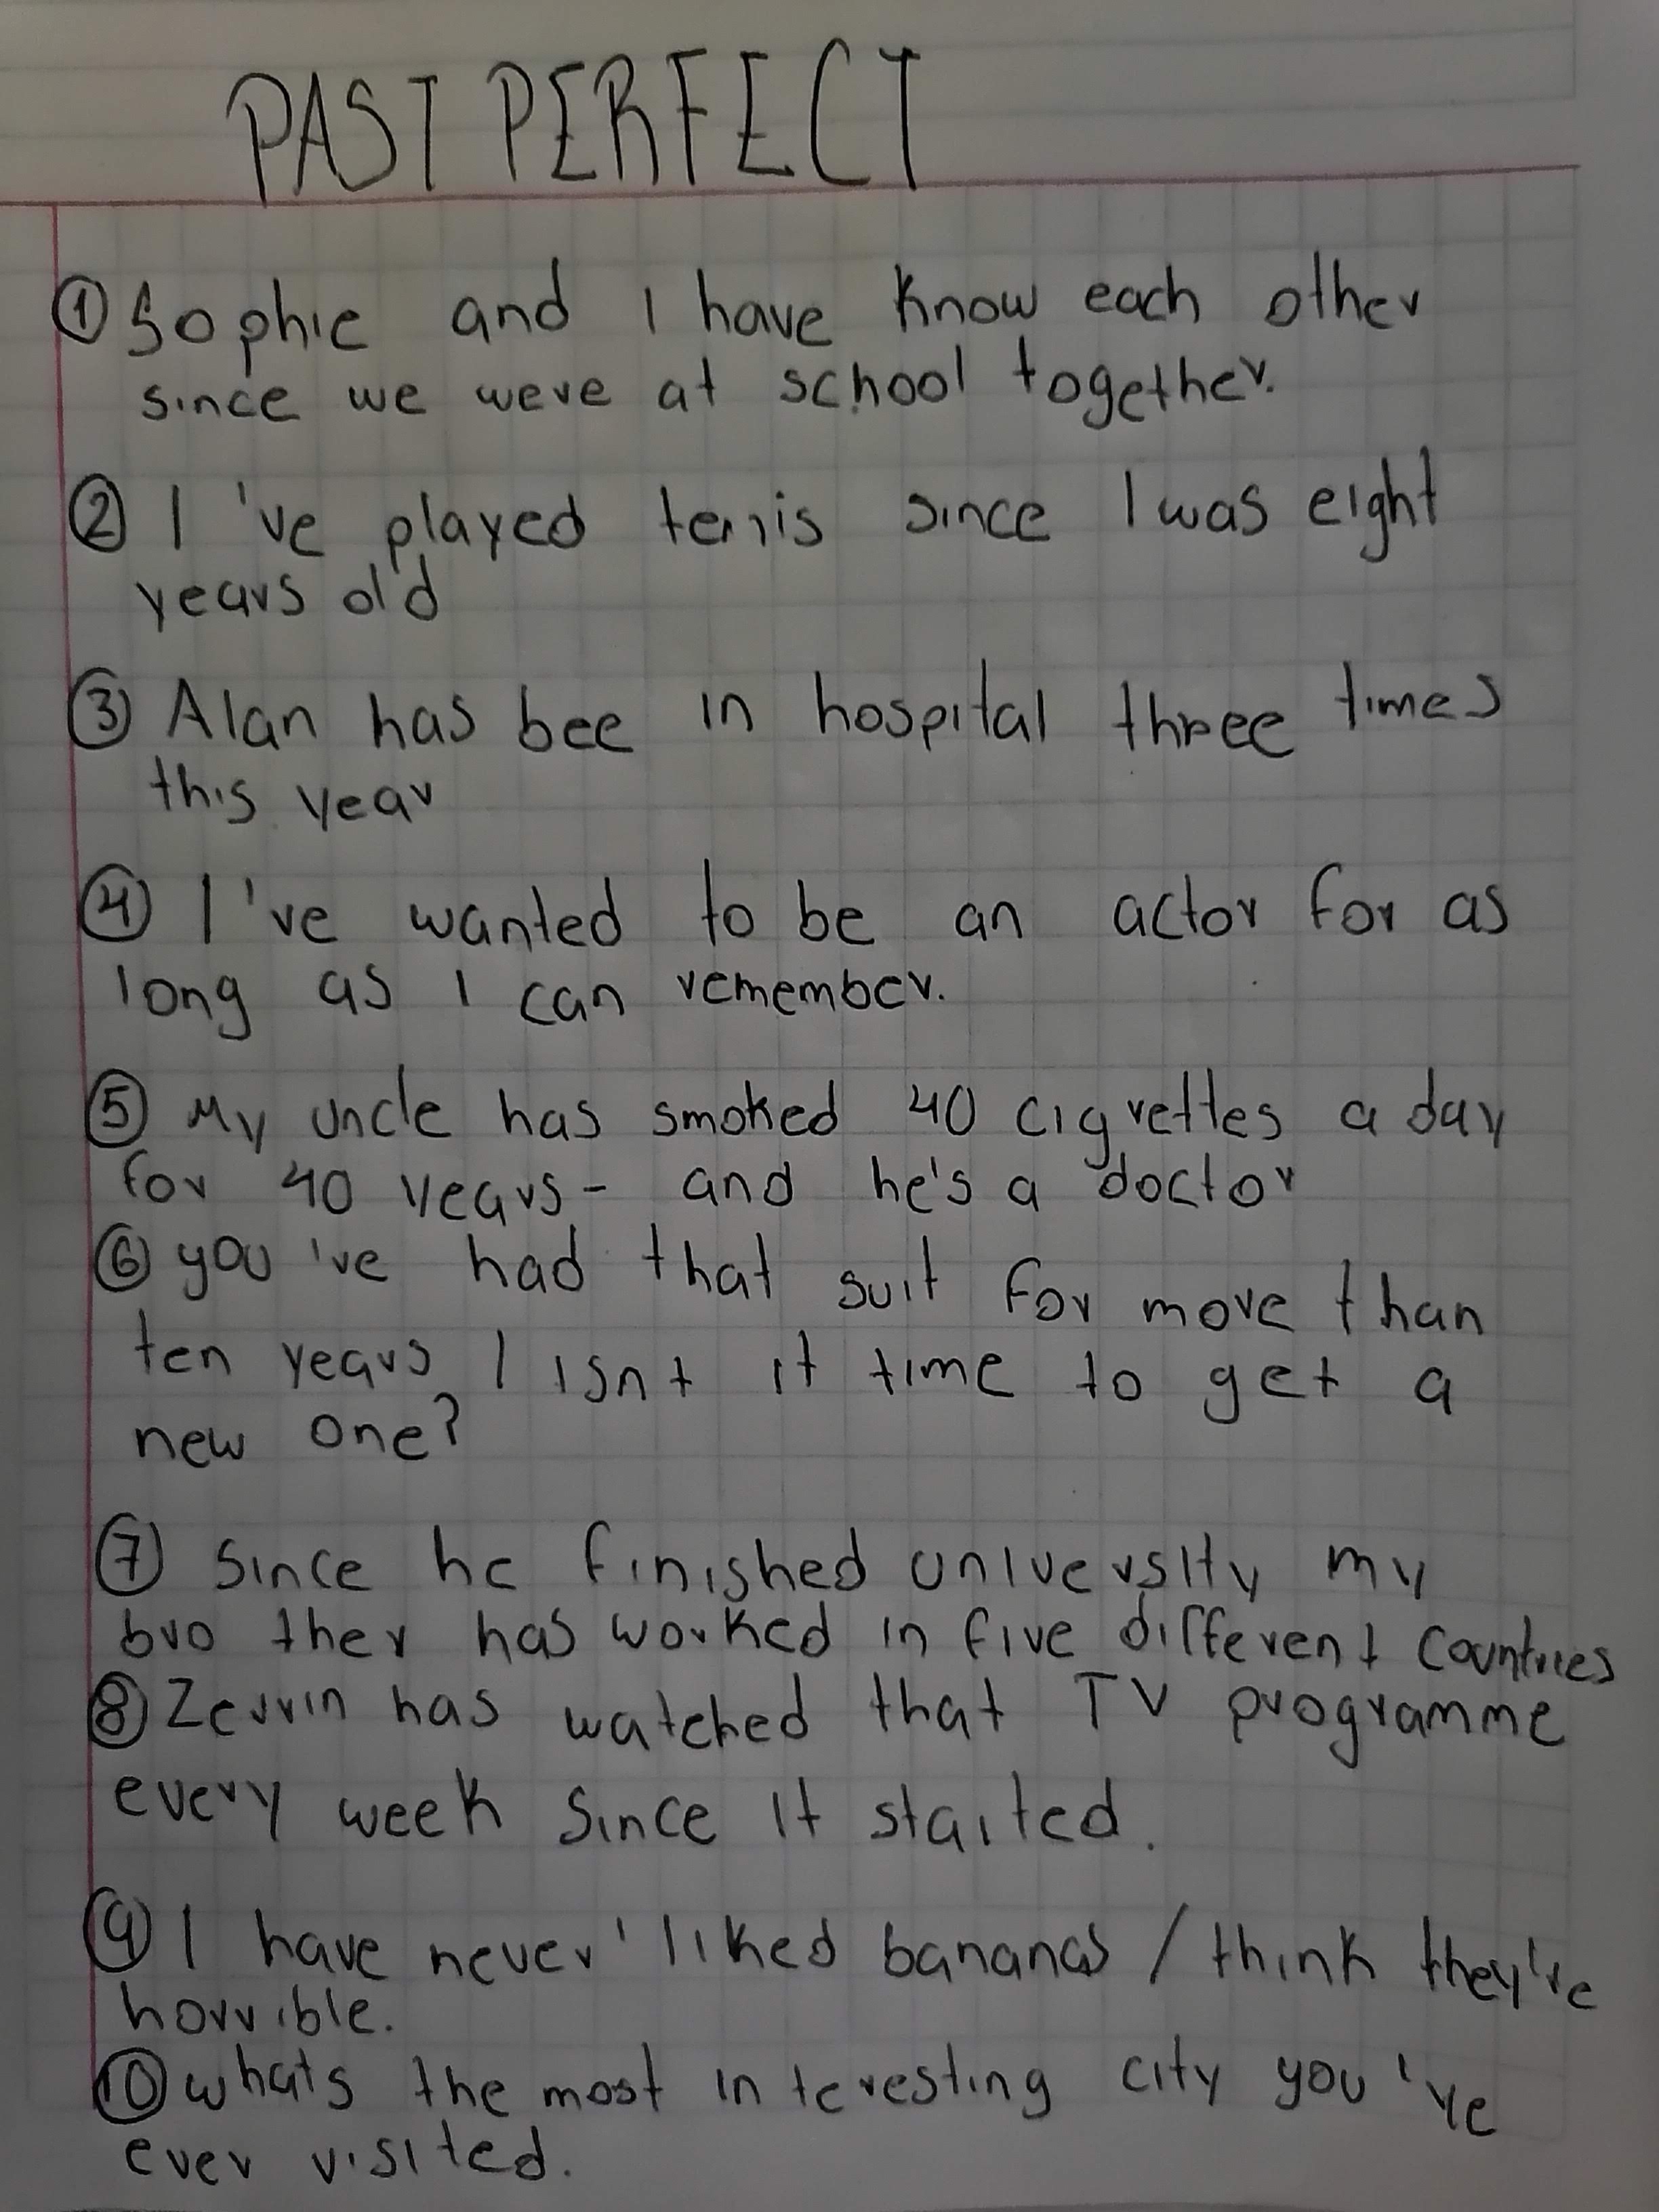 PAST PERFECT
① Sophie and I have know each other
since we were at school together.
② I 've played tennis since I was eight
years old
③ Alan has bee in hospital three times
this year
④ I 've wanted to be an actor for as
long as I can remember.
⑤ My uncle has smoked 40 cigrettes a day
for 40 years - and he's a doctor
⑥ you 've had that suit for more than
ten years / isnt it time to get a
new one?
⑦ Since he finished university my
brother has worked in five different countries
⑧ has watched that TV programme
every week since it started.
⑨ I have never liked bananas / think they're
horrible.
⑩ whats the most interesting city you 've
ever visited.